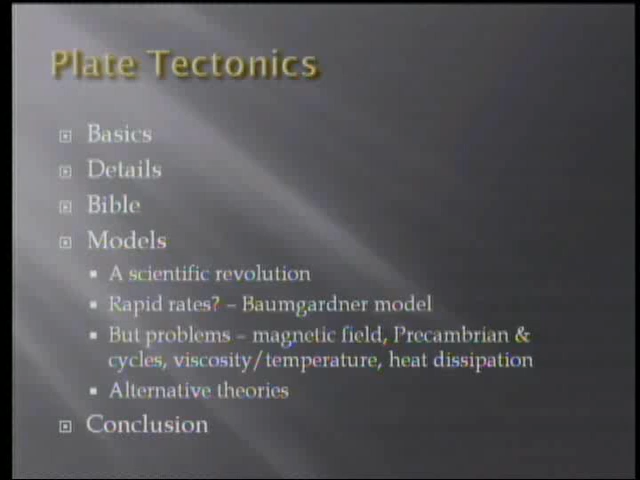 Plate Tectonics
Basics
Details
Bible
Models
A scientific revolution
Rapid rates? – Baumgardner model
But problems – magnetic field, Precambrian &
cycles, viscosity/temperature, heat dissipation
Alternative theories
Conclusion